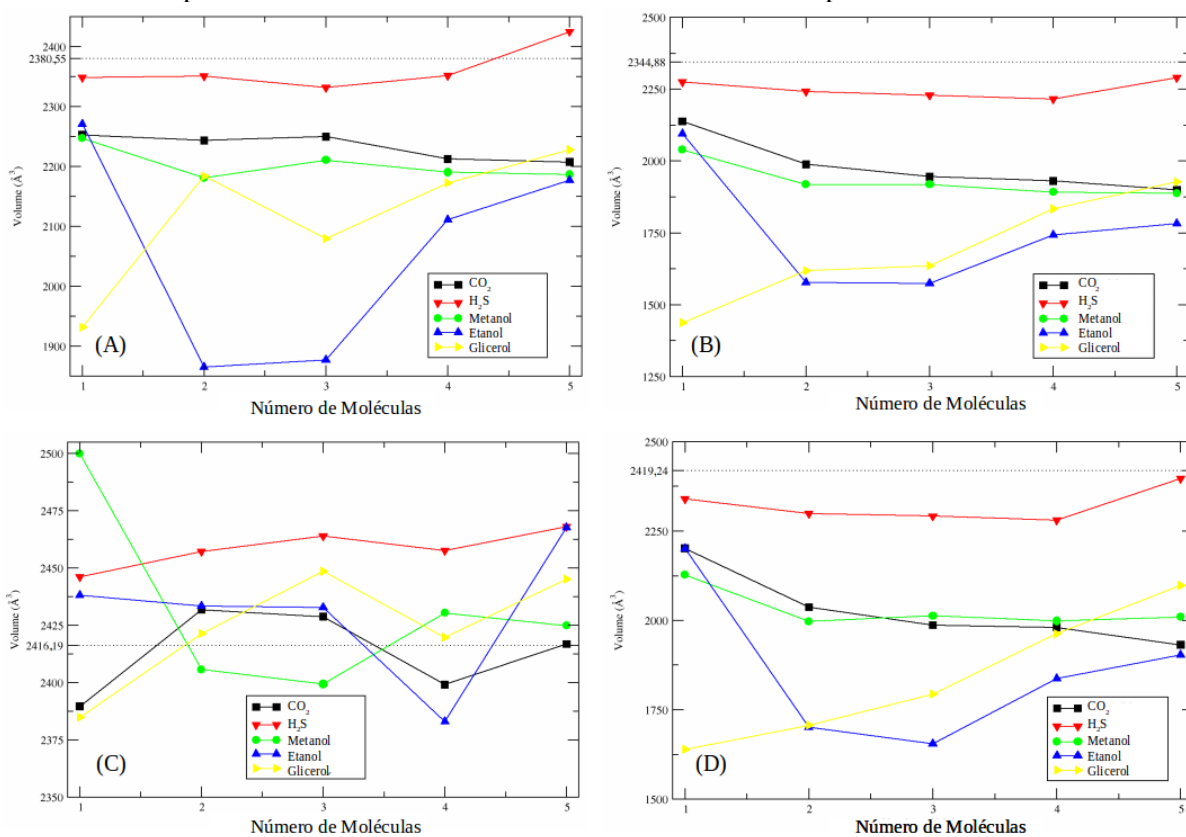 2400
2380,55
2300
2200
2100
2000
1900
Volume (Å³)
(A)
CO₂
H₂S
Metanol
Etanol
Glicerol
1 2 3 4 5
Número de Moléculas
2500
2344,88
2250
2000
1750
1500
1250
Volume (Å³)
(B)
CO₂
H₂S
Metanol
Etanol
Glicerol
1 2 3 4 5
Número de Moléculas
2500
2475
2450
2425
2416,19
2400
2375
2350
Volume (Å³)
(C)
CO₂
H₂S
Metanol
Etanol
Glicerol
1 2 3 4 5
Número de Moléculas
2500
2419,24
2250
2000
1750
1500
Volume (Å³)
(D)
CO₂
H₂S
Metanol
Etanol
Glicerol
1 2 3 4 5
Número de Moléculas